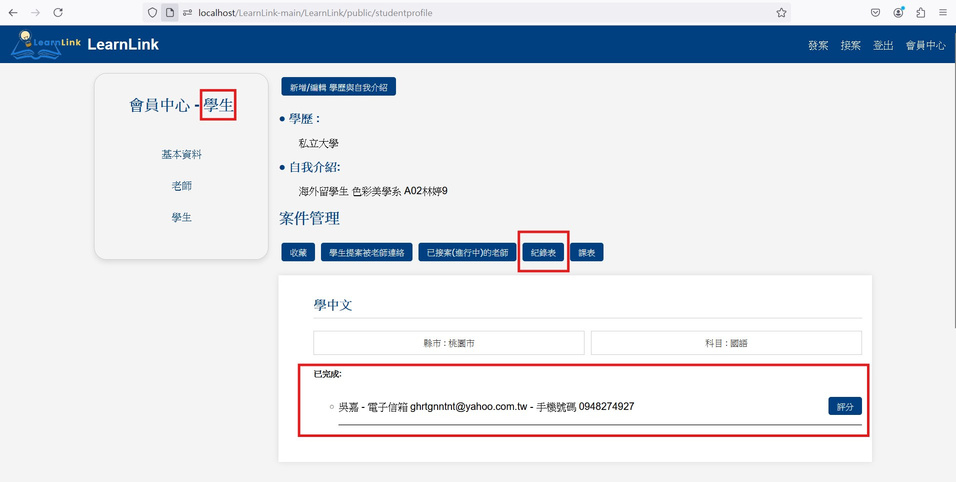 localhost/LearnLink-main/LearnLink/public/studentprofile
LearnLink LearnLink
發案 接案 登出 會員中心
會員中心 - 學生
基本資料
老師
學生
新增/編輯 學歷與自我介紹
• 學歷 :
私立大學
• 自我介紹:
海外留學生 色彩美學系 A02林婷9
案件管理
收藏 學生提案被老師連絡 已接案(進行中)的老師 紀錄表 課表
學中文
縣市 : 桃園市 科目 : 國語
已完成:
吳嘉 - 電子信箱 ghrtgnntnt@yahoo.com.tw - 手機號碼 0948274927 評分